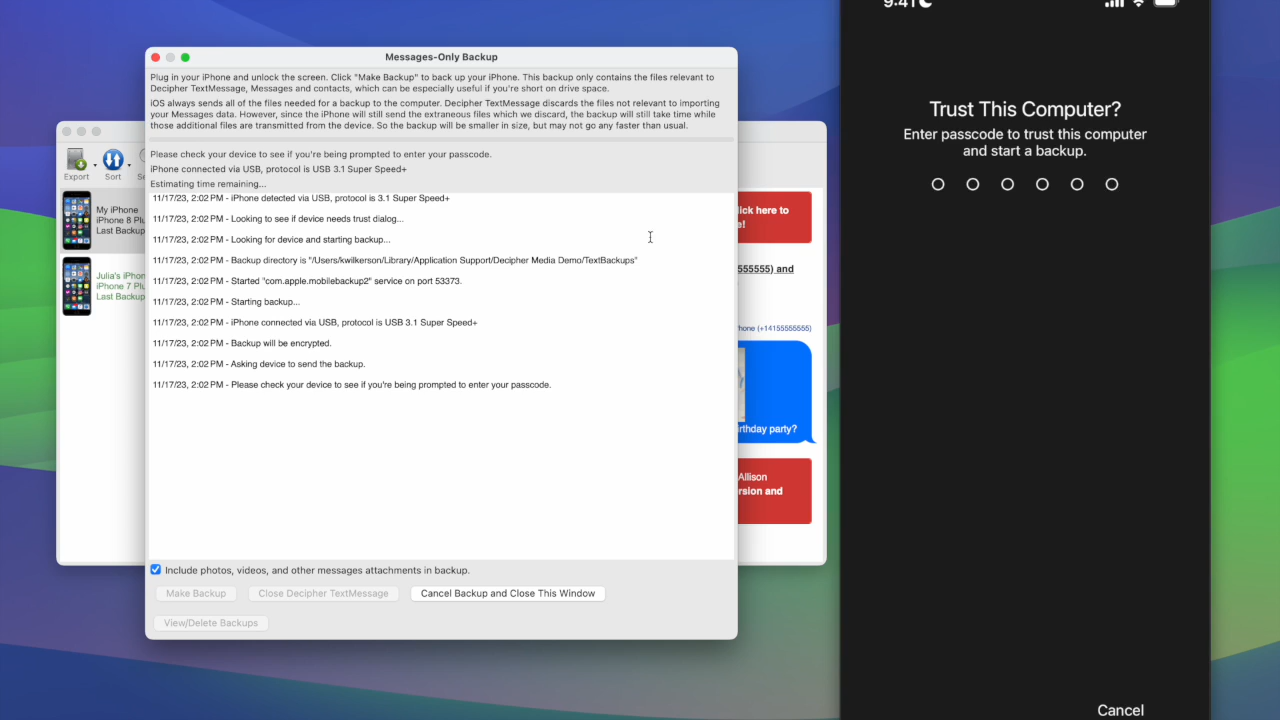 Messages-Only Backup
Plug in your iPhone and unlock the screen. Click "Make Backup" to back up your iPhone. This backup only contains the files relevant to
Decipher TextMessage, Messages and contacts, which can be especially useful if you're short on drive space.
iOS always sends all of the files needed for a backup to the computer. Decipher TextMessage discards the files not relevant to importing
your Messages data. However, since the iPhone will still send the extraneous files which we discard, the backup will still take time while
those additional files are transmitted from the device. So the backup will be smaller in size, but may not go any faster than usual.
Please check your device to see if you're being prompted to enter your passcode.
iPhone connected via USB, protocol is USB 3.1 Super Speed+
Estimating time remaining...
11/17/23, 2:02 PM - iPhone detected via USB, protocol is 3.1 Super Speed+
11/17/23, 2:02 PM - Looking to see if device needs trust dialog...
11/17/23, 2:02 PM - Looking for device and starting backup...
11/17/23, 2:02 PM - Backup directory is "/Users/kwilkerson/Library/Application Support/Decipher Media Demo/TextBackups"
11/17/23, 2:02 PM - Started "com.apple.mobilebackup2" service on port 53373.
11/17/23, 2:02 PM - Starting backup...
11/17/23, 2:02 PM - iPhone connected via USB, protocol is USB 3.1 Super Speed+
11/17/23, 2:02 PM - Backup will be encrypted.
11/17/23, 2:02 PM - Asking device to send the backup.
11/17/23, 2:02 PM - Please check your device to see if you're being prompted to enter your passcode.
Include photos, videos, and other messages attachments in backup.
Make Backup
Close Decipher TextMessage
Cancel Backup and Close This Window
View/Delete Backups
Export
Sort
My iPhone
iPhone 8 Plu
Last Backup
Julia's iPhon
iPhone 7 Plu
Last Backup
lick here to
e!
555555) and
hone (+14155555555)
irthday party?
Allison
rsion and
9:41
Trust This Computer?
Enter passcode to trust this computer
and start a backup.
Cancel